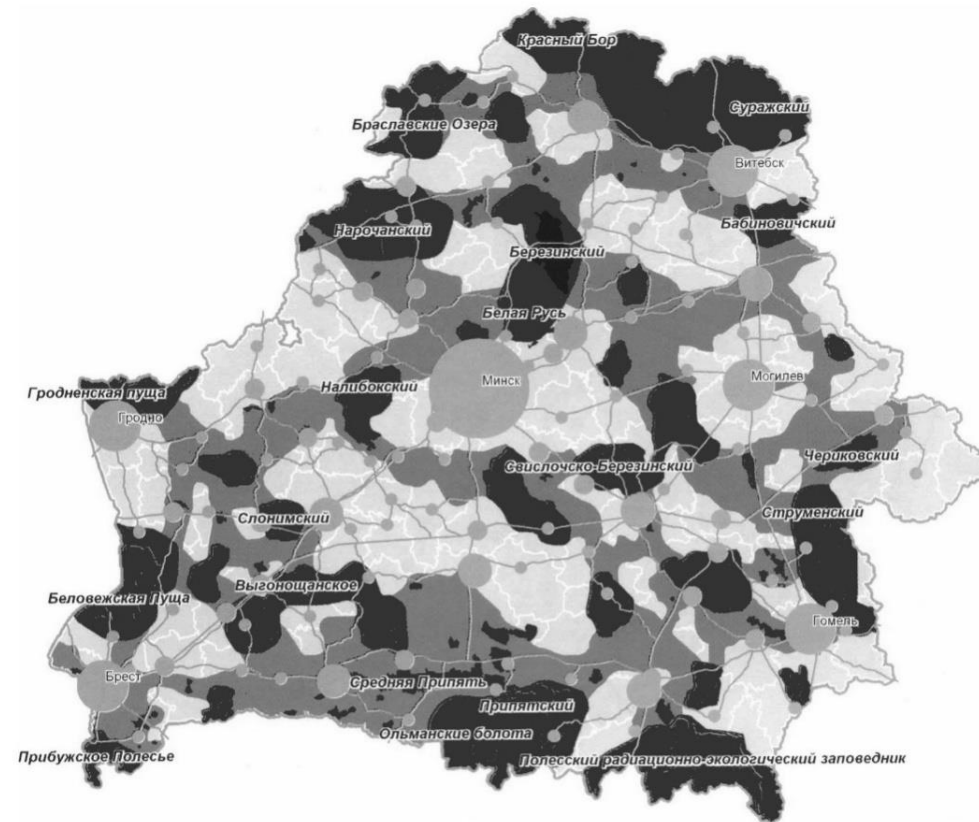 Красный Бор
Суражский
Браславские Озера
Витебск
Нарочанский
Бабиновичский
Березинский
Белая Русь
Гродненская пуща
Налибокский
Минск
Могилев
Гродно
Свислочско-Березинский
Чериковский
Слонимский
Струменский
Выгонощанское
Беловежская Пуща
Гомель
Брест
Средняя Припять
Припятский
Ольманские болота
Прибужское Полесье
Полесский радиационно-экологический заповедник